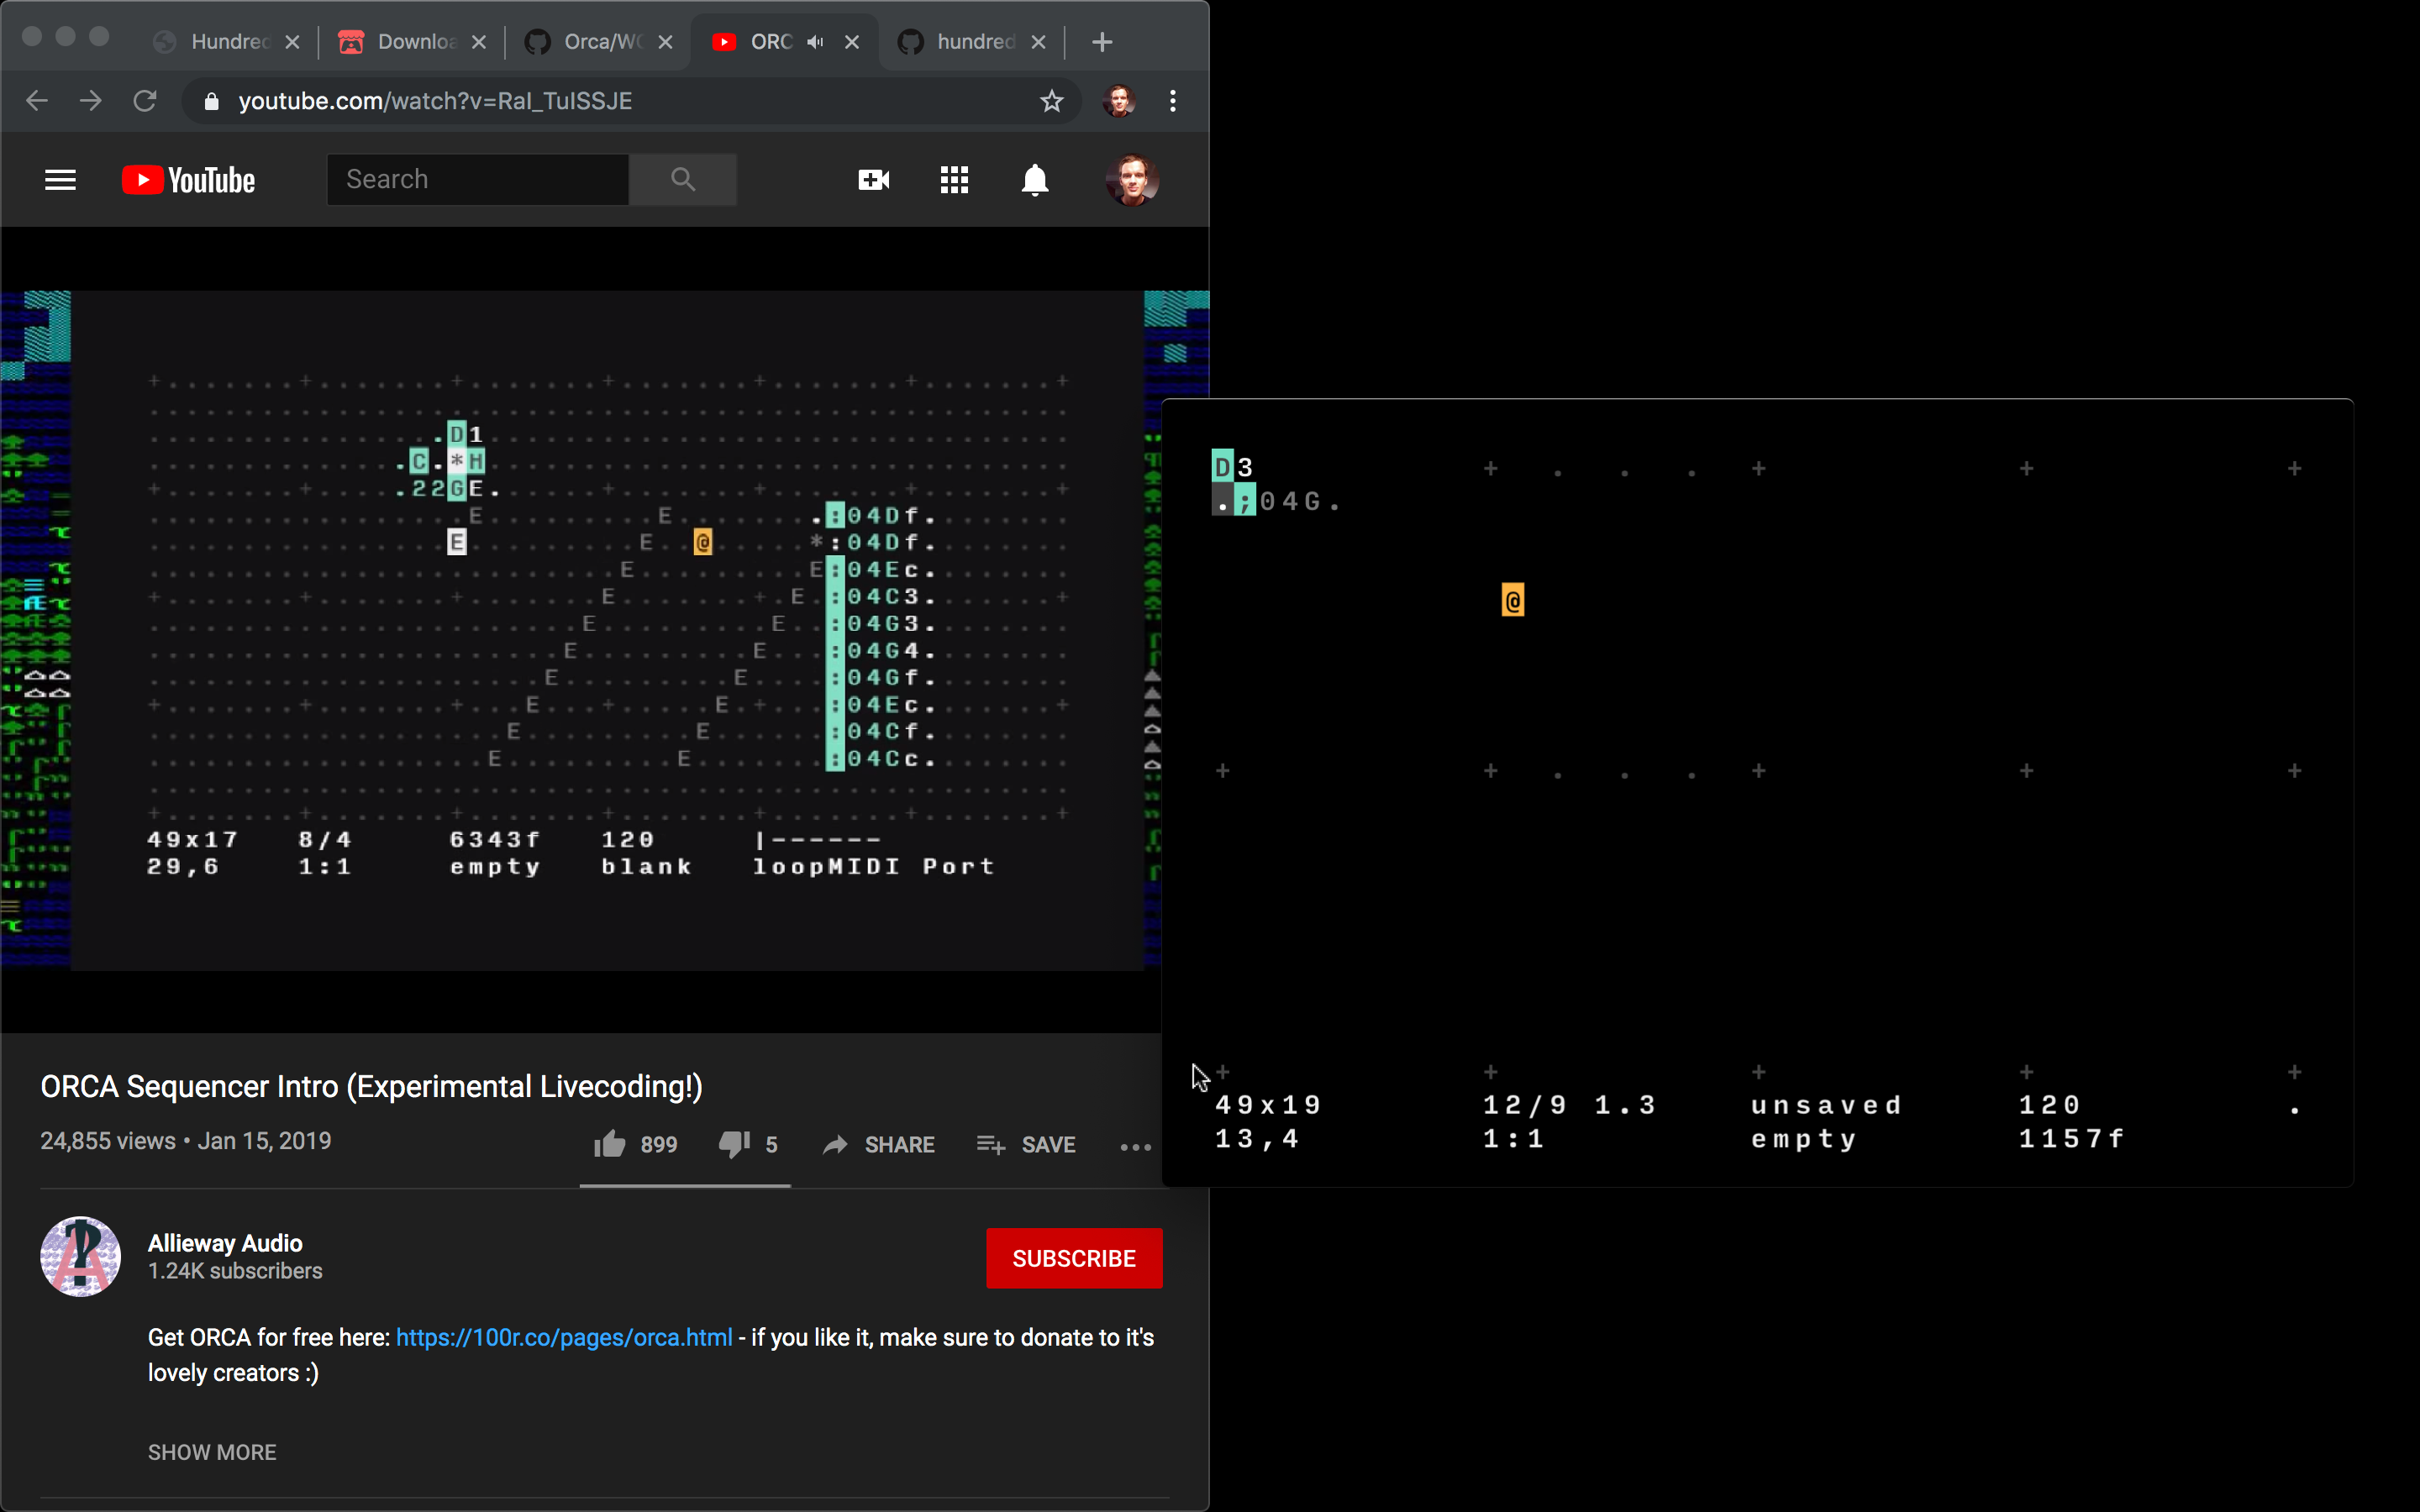 Hundred
Downloa
Orca/WC
ORC
hundred
youtube.com/watch?v=RaI_TuISSJE
YouTube
Search
.D1
.C.*H
.22GE.
E E .:04Df.
E E @ *:04Df.
E E:04Ec.
E E :04C3.
E E :04G3.
E E :04G4.
E E :04Gf.
E E :04Ec.
E E :04Cf.
E E :04Cc.
49x17 8/4 6343f 120 |------
29,6 1:1 empty blank loopMIDI Port
D3
.;04G.
@
49x19 12/9 1.3 unsaved 120 .
13,4 1:1 empty 1157f
ORCA Sequencer Intro (Experimental Livecoding!)
24,855 views • Jan 15, 2019
899 5 SHARE SAVE
Allieway Audio
1.24K subscribers
SUBSCRIBE
Get ORCA for free here: https://100r.co/pages/orca.html - if you like it, make sure to donate to it's
lovely creators :)
SHOW MORE